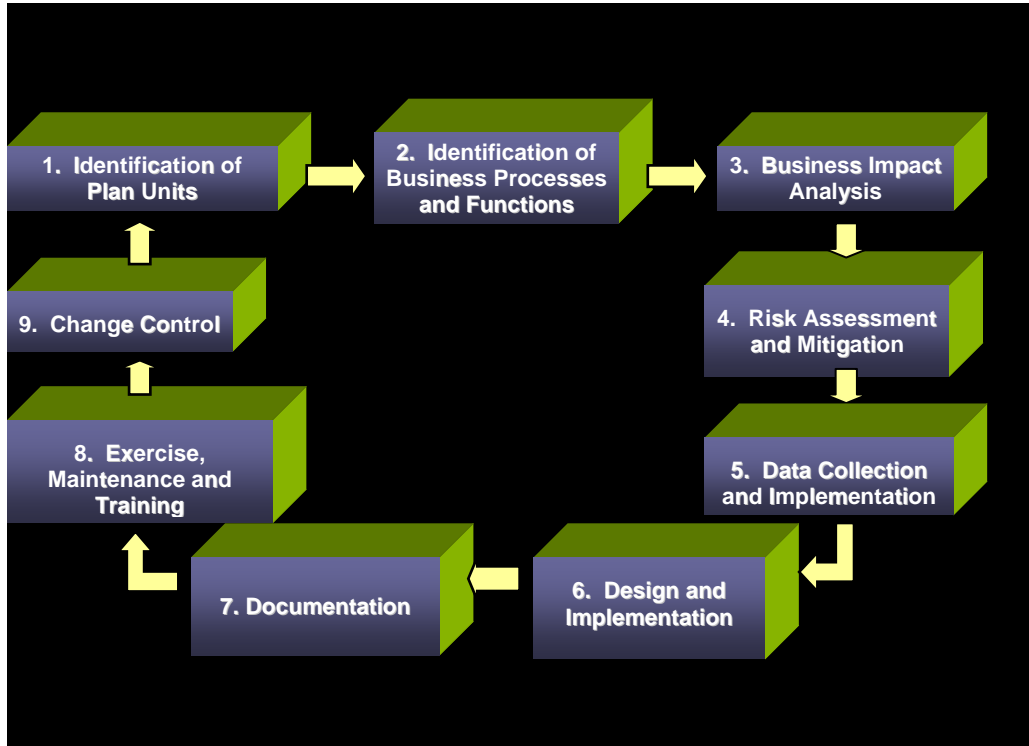 1. Identification of
Plan Units
2. Identification of
Business Processes
and Functions
3. Business Impact
Analysis
4. Risk Assessment
and Mitigation
5. Data Collection
and Implementation
6. Design and
Implementation
7. Documentation
8. Exercise,
Maintenance and
Training
9. Change Control